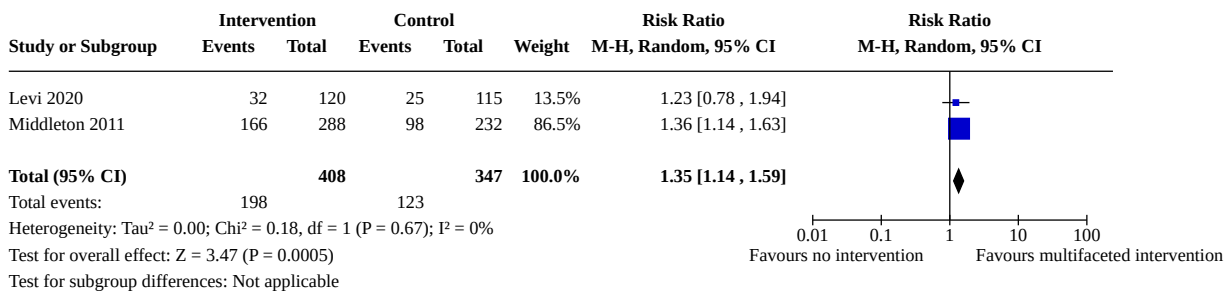 Intervention Control Risk Ratio Risk Ratio
Study or Subgroup Events Total Events Total Weight M-H, Random, 95% CI M-H, Random, 95% CI
Levi 2020 32 120 25 115 13.5% 1.23 [0.78 , 1.94]
Middleton 2011 166 288 98 232 86.5% 1.36 [1.14 , 1.63]
Total (95% CI) 408 347 100.0% 1.35 [1.14 , 1.59]
Total events: 198 123
Heterogeneity: Tau² = 0.00; Chi² = 0.18, df = 1 (P = 0.67); I² = 0%
0.01 0.1 1 10 100
Test for overall effect: Z = 3.47 (P = 0.0005) Favours no intervention Favours multifaceted intervention
Test for subgroup differences: Not applicable